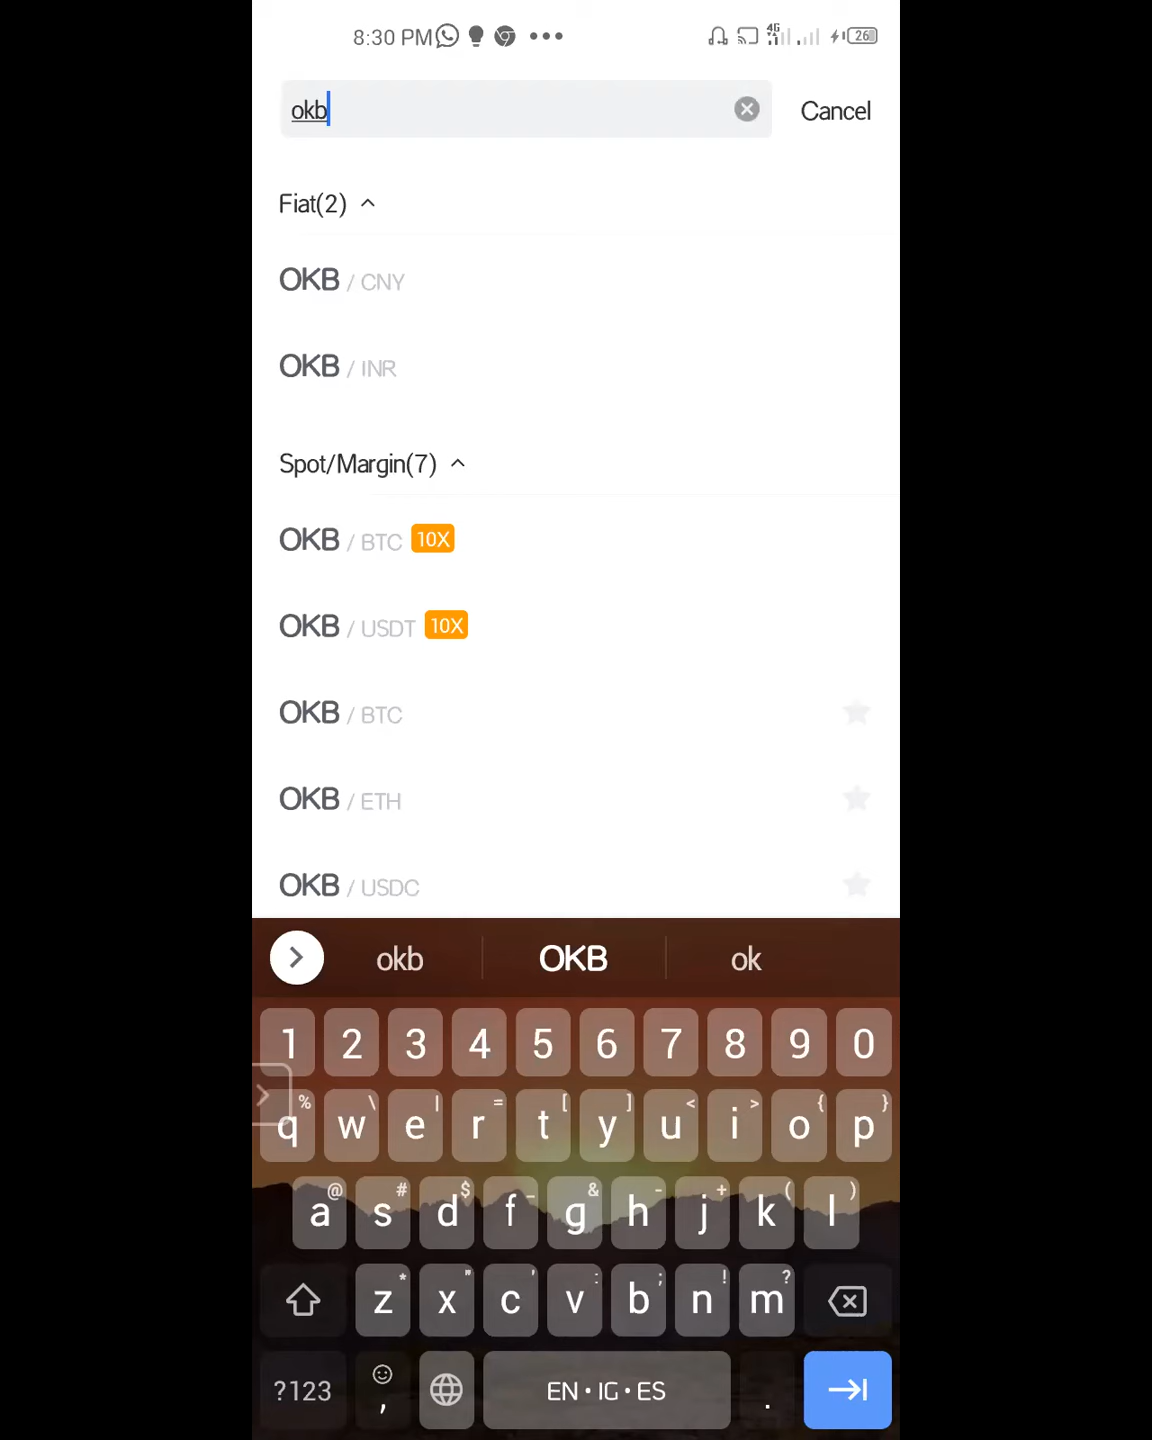 8:30 PM 4G 26
okb Cancel
Fiat(2)
OKB / CNY
OKB / INR
Spot/Margin(7)
OKB / BTC 10X
OKB / USDT 10X
OKB / BTC
OKB / ETH
OKB / USDC
okb OKB ok
1 2 3 4 5 6 7 8 9 0
% \ | = [ ] < > { }
q w e r t y u i o p
@ # $ _ & - + ( )
a s d f g h j k l
* " ' : ; ! ?
z x c v b n m
?123 , EN • IG • ES .